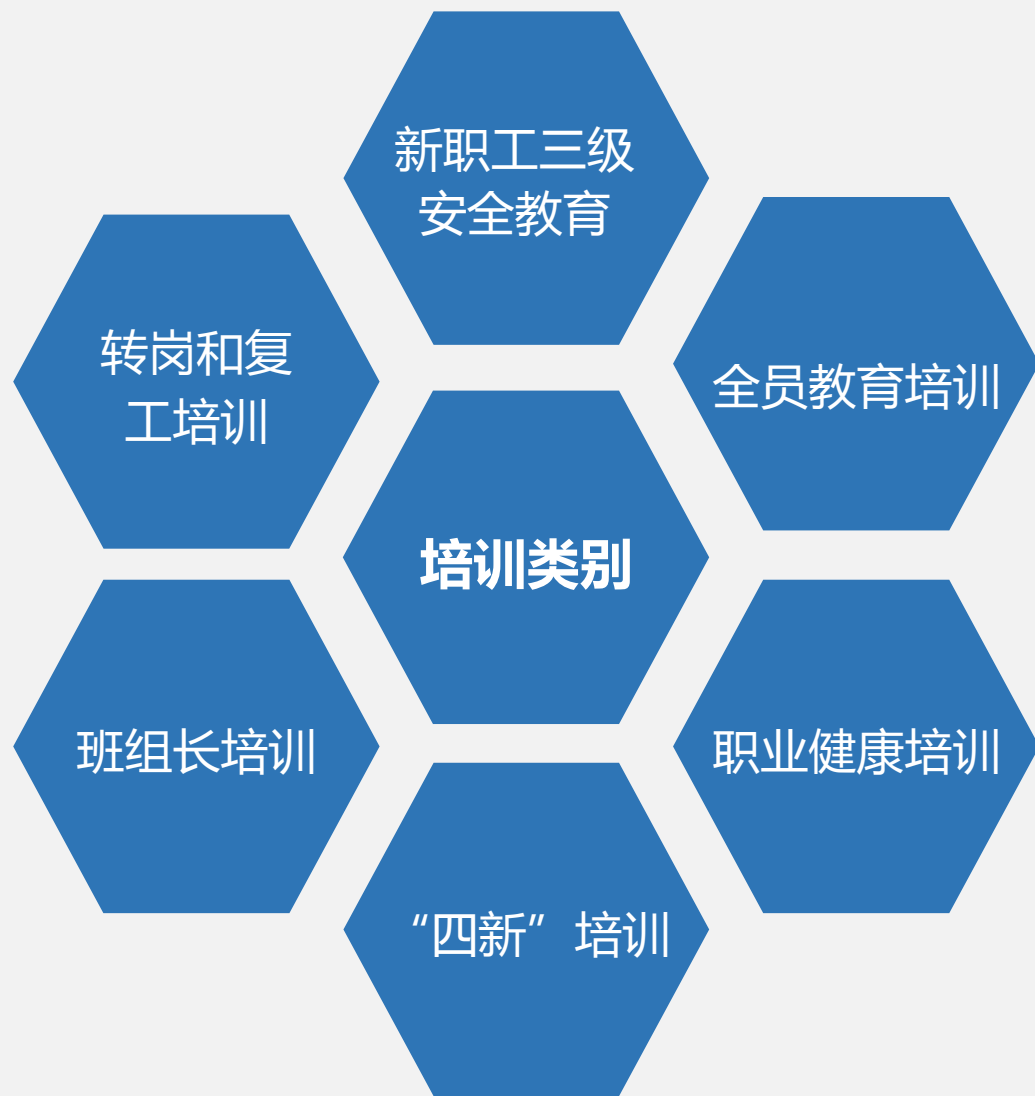 新职工三级
安全教育
转岗和复
工培训
全员教育培训
培训类别
班组长培训
职业健康培训
“四新”培训